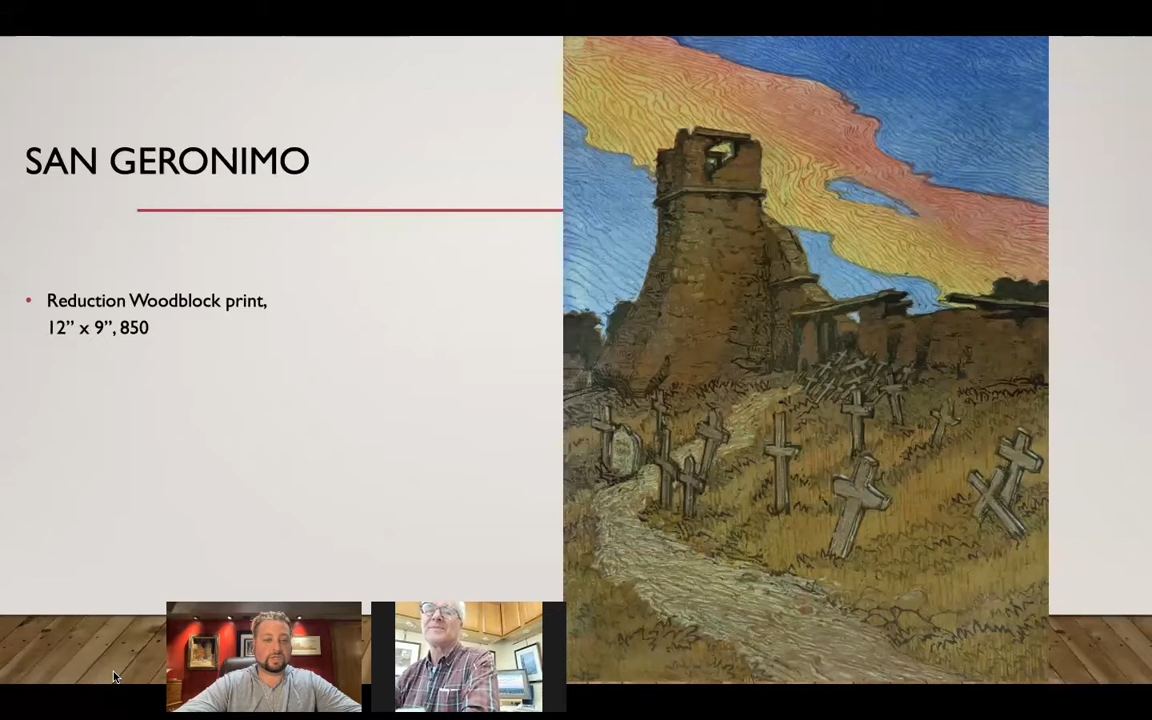 SAN GERONIMO
• Reduction Woodblock print,
12” x 9”, 850